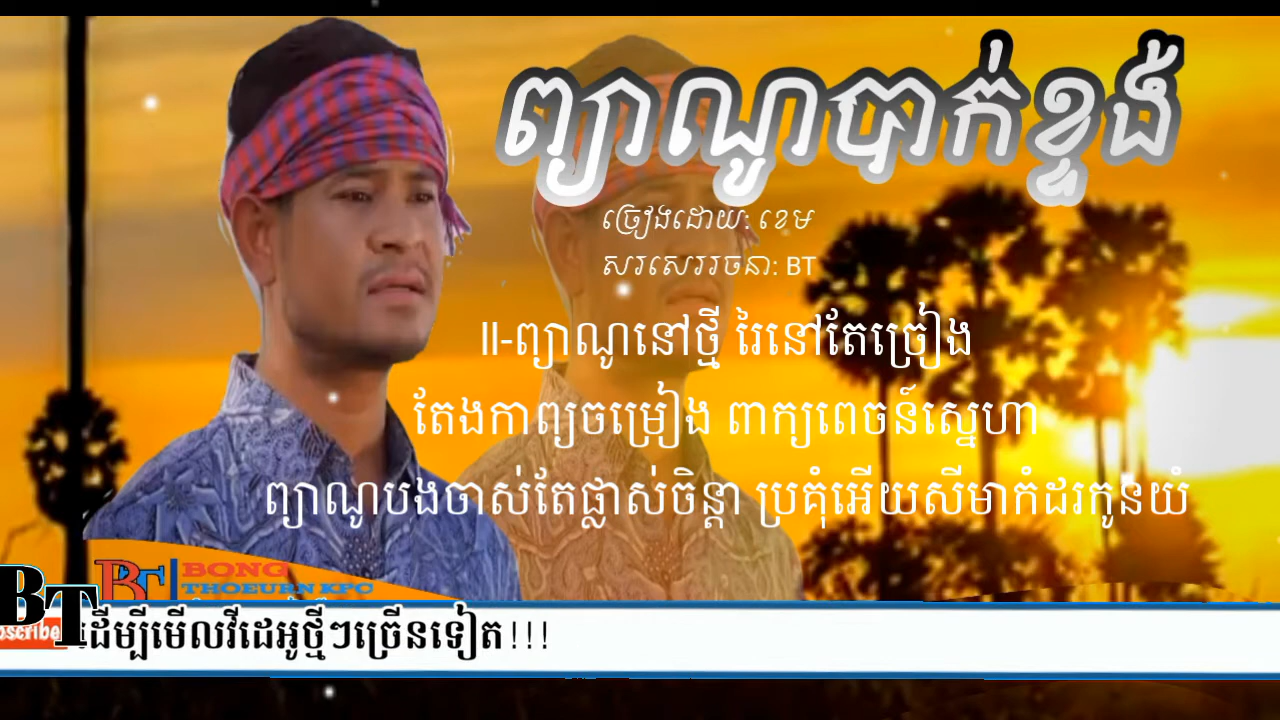 ព្យាណូបាក់ខ្ទង់
ច្រៀងដោយ: ខេម
សរសេររចនា: BT
II-ព្យាណូនៅថ្មី រៃនៅតែច្រៀង
តែងកាព្យចម្រៀង ពាក្យពេចន៍ស្នេហា
ព្យាណូបងចាស់តែផ្លាស់ចិន្តា ប្រគុំអើយសីមាកំដរកូនយំ
BT BONG
THOEURN KPC
BT
bscribe ដើម្បីមើលវីដេអូថ្មីៗច្រើនទៀត!!!